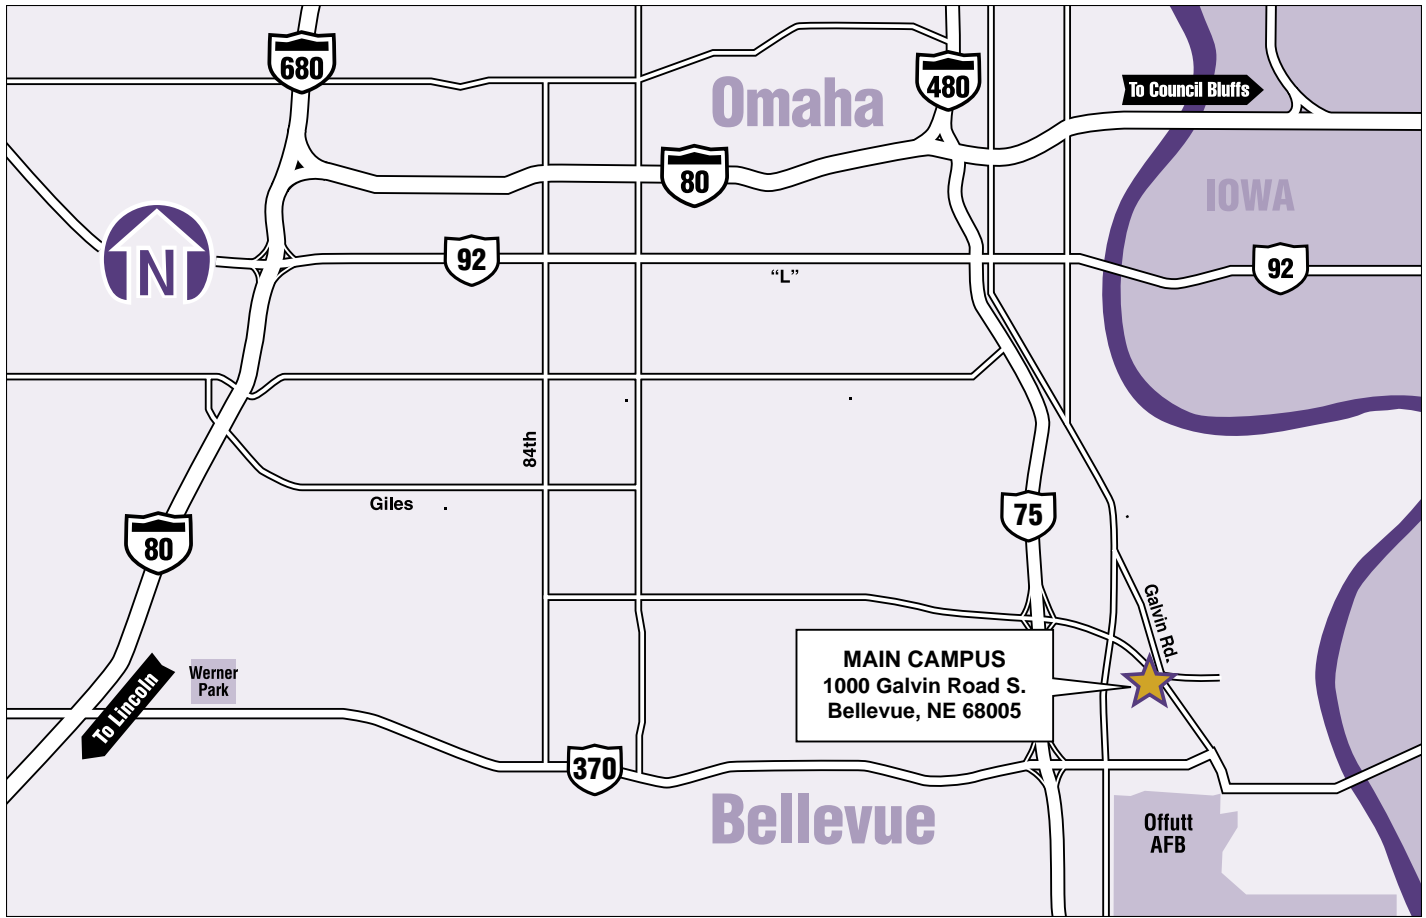 680
Omaha
480
To Council Bluffs
80
IOWA
N
92
92
“L”
84th
Giles
75
80
Galvin Rd.
MAIN CAMPUS
1000 Galvin Road S.
Bellevue, NE 68005
Werner
Park
To Lincoln
370
Bellevue
Offutt
AFB